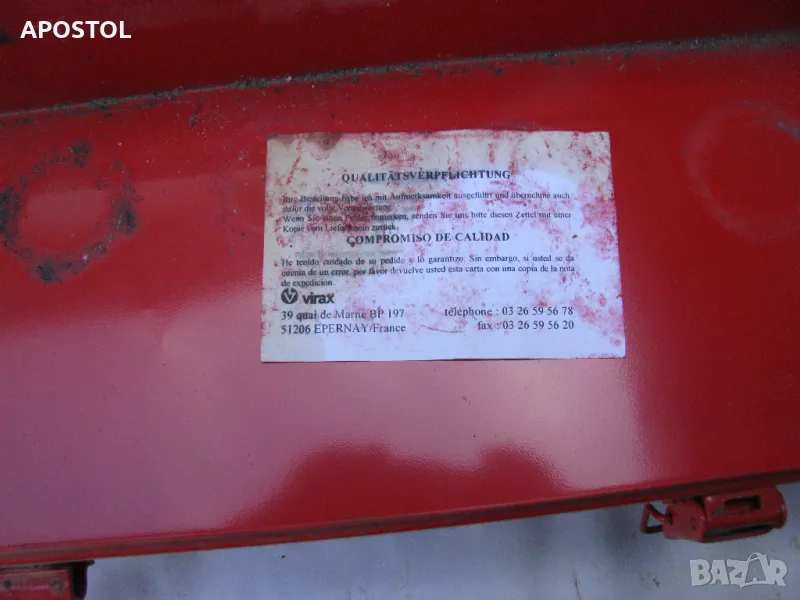 APOSTOL
QUALITÄTSVERPFLICHTUNG
Ihre Bestellung habe ich mit Aufmerksamkeit ausgeführt und übernehme auch
dafür die volle Verantwortung.
Wenn Sie einen Fehler bemerken, senden Sie uns bitte diesen Zettel mit einer
Kopie vom Lieferschein zurück.
COMPROMISO DE CALIDAD
He tenido cuidado de su pedido y lo garantizo. Sin embargo, si usted se da
cuenta de un error, por favor devuelve usted esta carta con una copia de la nota
de expedición.
virax
39 quai de Marne BP 197 téléphone : 03 26 59 56 78
51206 EPERNAY/France fax : 03 26 59 56 20
BAZAR